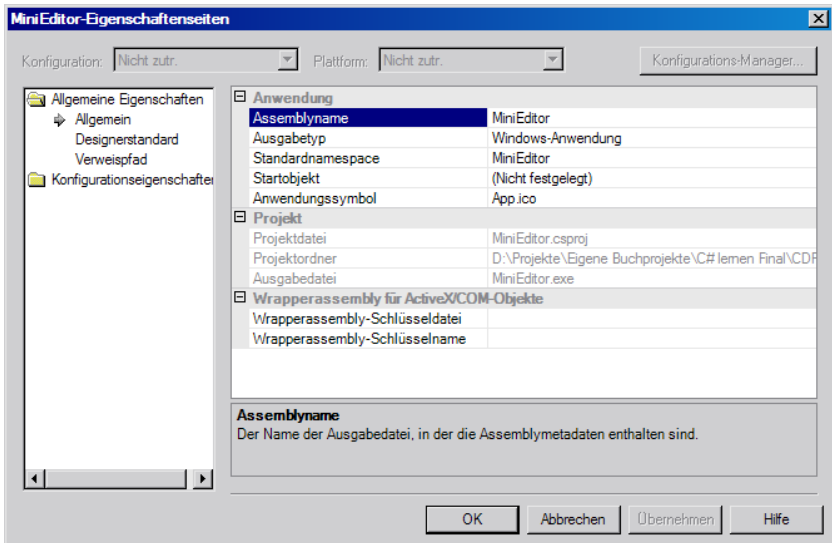 MiniEditor-Eigenschaftenseiten
Konfiguration: Nicht zutr. Plattform: Nicht zutr. Konfigurations-Manager...
Allgemeine Eigenschaften
Allgemein
Designerstandard
Verweispfad
Konfigurationseigenschafte
Anwendung
Assemblyname MiniEditor
Ausgabetyp Windows-Anwendung
Standardnamespace MiniEditor
Startobjekt (Nicht festgelegt)
Anwendungssymbol App.ico
Projekt
Projektdatei MiniEditor.csproj
Projektordner D:\Projekte\Eigene Buchprojekte\C# lernen Final\CDF
Ausgabedatei MiniEditor.exe
Wrapperassembly für ActiveX/COM-Objekte
Wrapperassembly-Schlüsseldatei
Wrapperassembly-Schlüsselname
Assemblyname
Der Name der Ausgabedatei, in der die Assemblymetadaten enthalten sind.
OK Abbrechen Übernehmen Hilfe